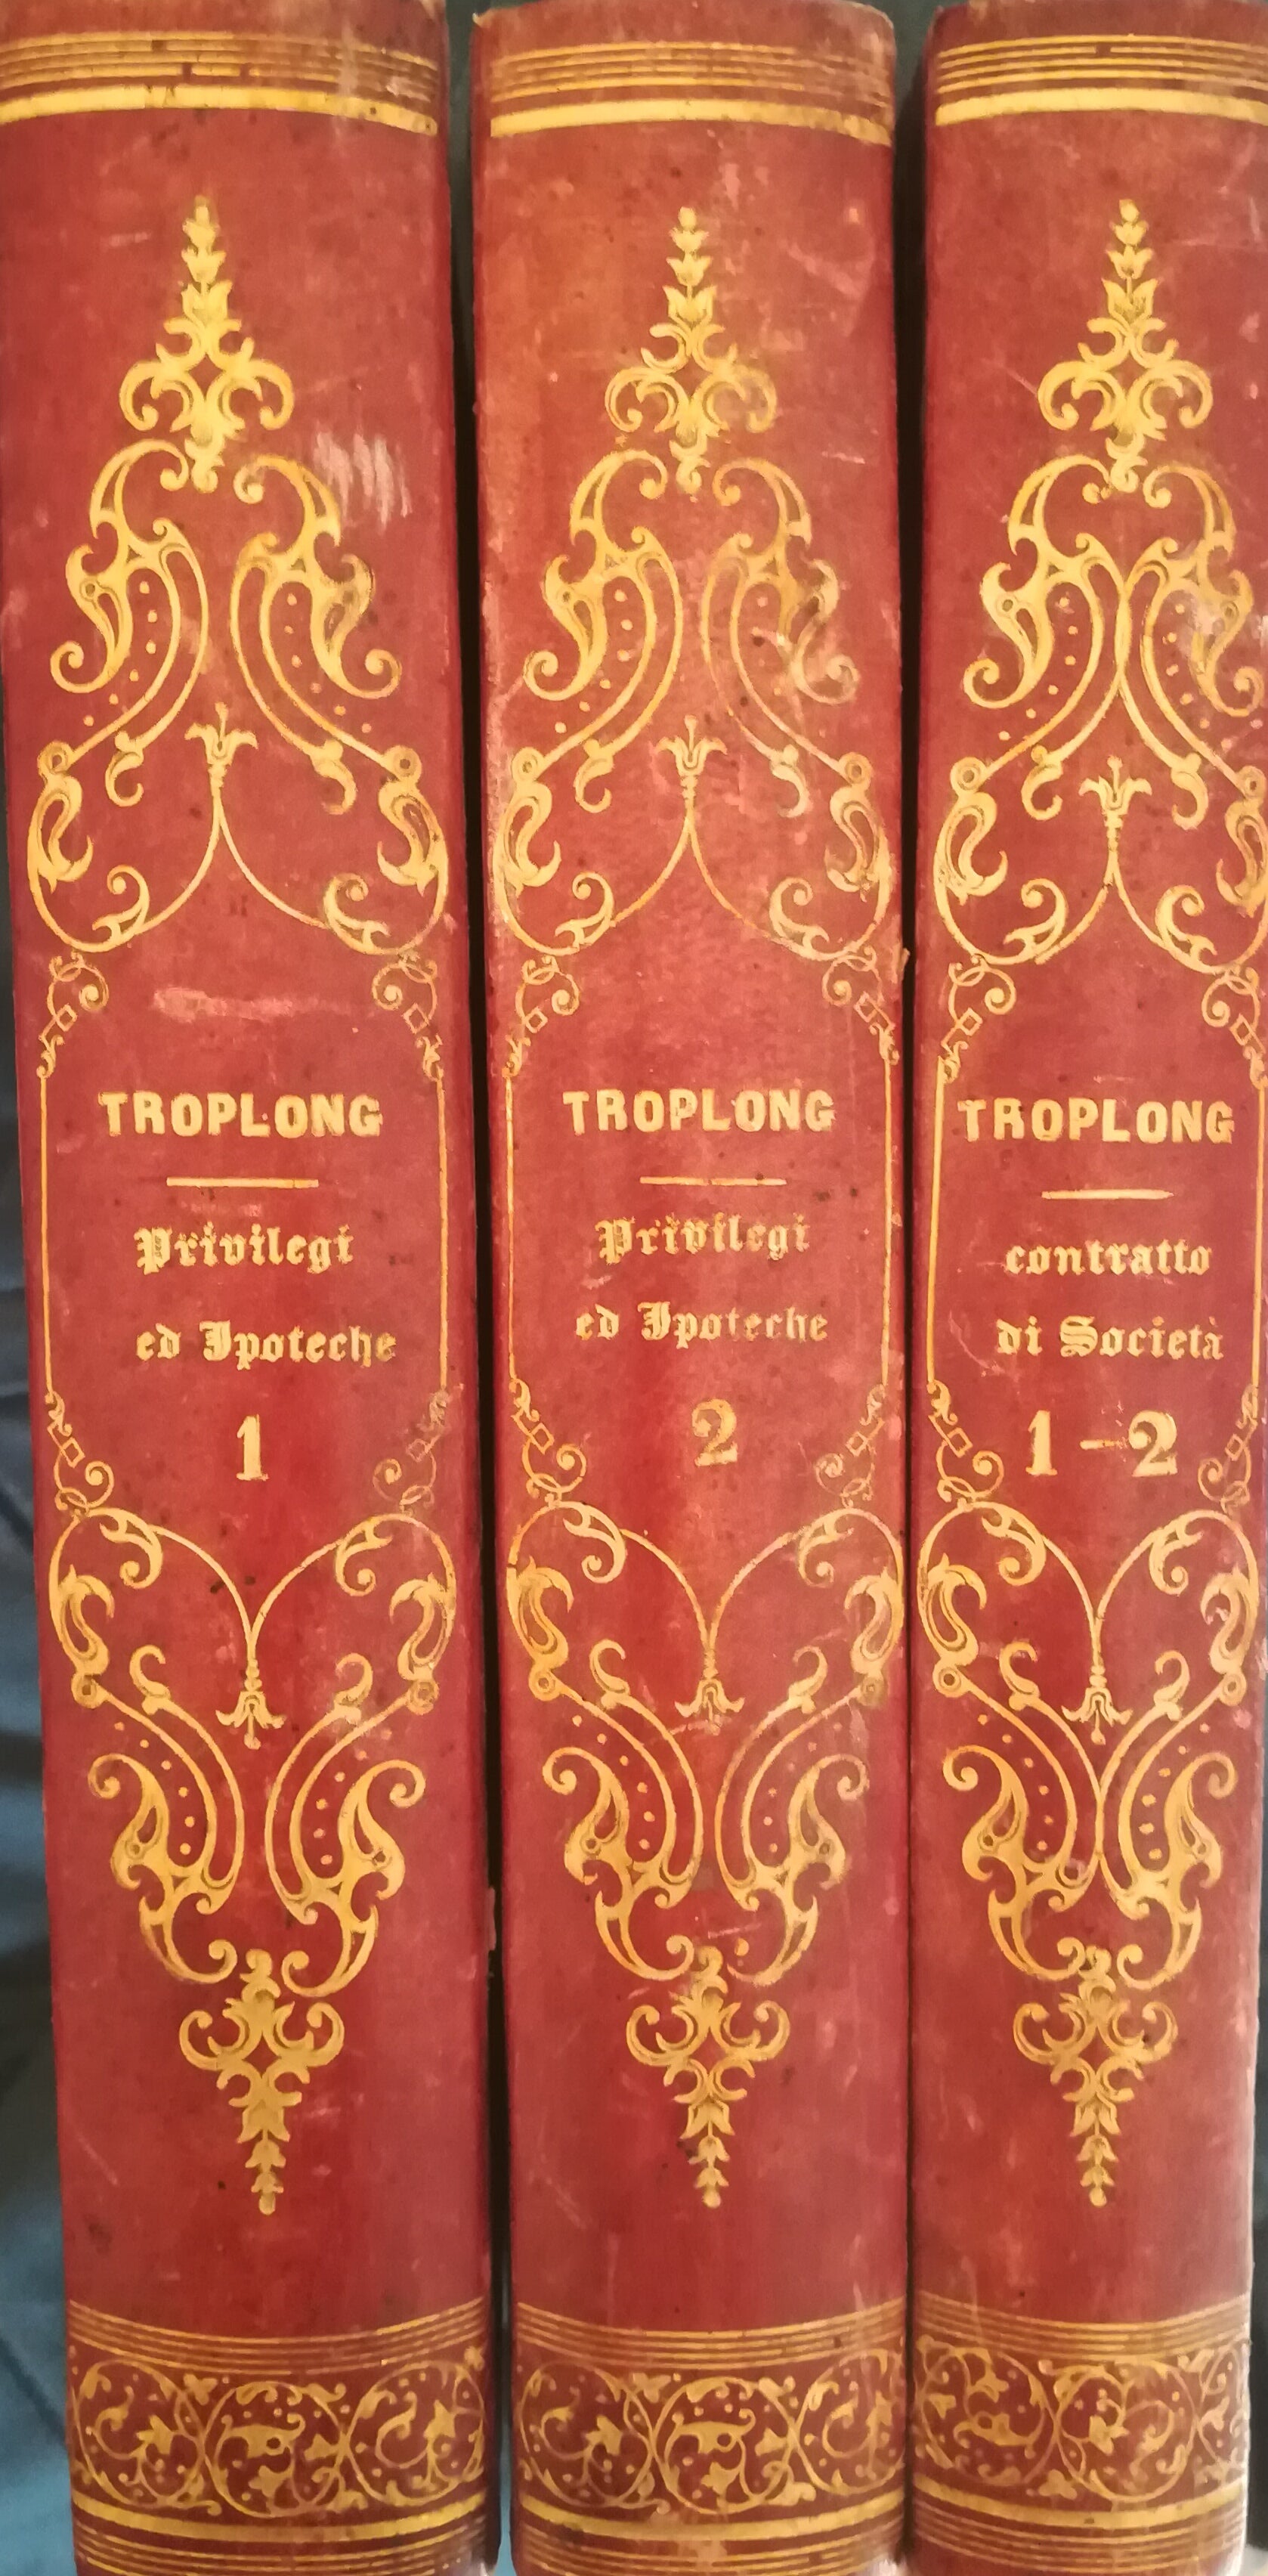 TROPLONG
Privilegi
ed Ipoteche
1
TROPLONG
Privilegi
ed Ipoteche
2
TROPLONG
contratto
di Società
1-2